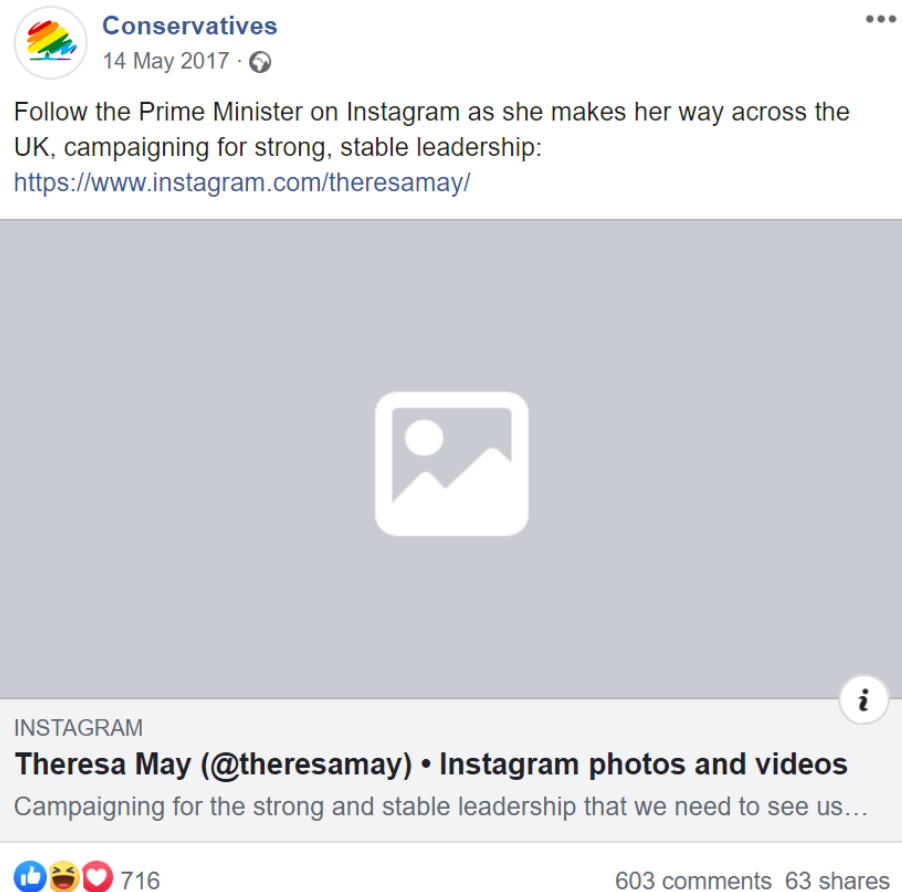 Conservatives
14 May 2017 ·
Follow the Prime Minister on Instagram as she makes her way across the
UK, campaigning for strong, stable leadership:
https://www.instagram.com/theresamay/
i
INSTAGRAM
Theresa May (@theresamay) • Instagram photos and videos
Campaigning for the strong and stable leadership that we need to see us...
716 603 comments 63 shares